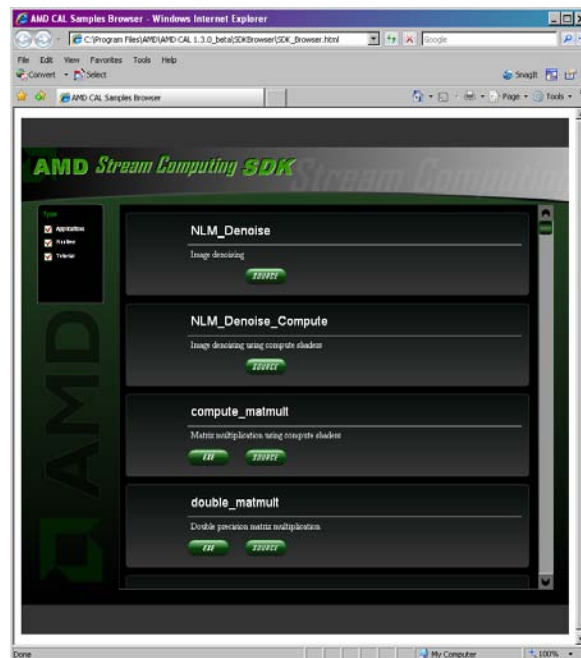 AMD CAL Samples Browser - Windows Internet Explorer
C:\Program Files\AMD\AMD CAL 1.3.0_beta\SDKBrowser\SDK_Browser.html
Google
File Edit View Favorites Tools Help
Convert Select
SnagIt
AMD CAL Samples Browser
Page Tools
AMD Stream Computing SDK
Stream Computing
Type
Applications
Runtime
Tutorial
AMD
NLM_Denoise
Image denoising
SOURCE
NLM_Denoise_Compute
Image denoising using compute shaders
SOURCE
compute_matmult
Matrix multiplication using compute shaders
EXE SOURCE
double_matmult
Double precision matrix multiplication
EXE SOURCE
Done
My Computer
100%